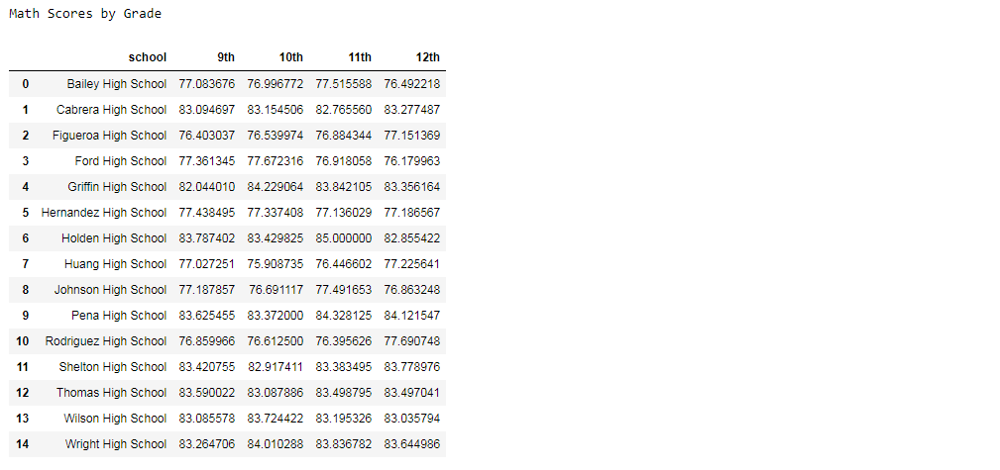 Math Scores by Grade
school 9th 10th 11th 12th
0 Bailey High School 77.083676 76.996772 77.515588 76.492218
1 Cabrera High School 83.094697 83.154506 82.765560 83.277487
2 Figueroa High School 76.403037 76.539974 76.884344 77.151369
3 Ford High School 77.361345 77.672316 76.918058 76.179963
4 Griffin High School 82.044010 84.229064 83.842105 83.356164
5 Hernandez High School 77.438495 77.337408 77.136029 77.186567
6 Holden High School 83.787402 83.429825 85.000000 82.855422
7 Huang High School 77.027251 75.908735 76.446602 77.225641
8 Johnson High School 77.187857 76.691117 77.491653 76.863248
9 Pena High School 83.625455 83.372000 84.328125 84.121547
10 Rodriguez High School 76.859966 76.612500 76.395626 77.690748
11 Shelton High School 83.420755 82.917411 83.383495 83.778976
12 Thomas High School 83.590022 83.087886 83.498795 83.497041
13 Wilson High School 83.085578 83.724422 83.195326 83.035794
14 Wright High School 83.264706 84.010288 83.836782 83.644986